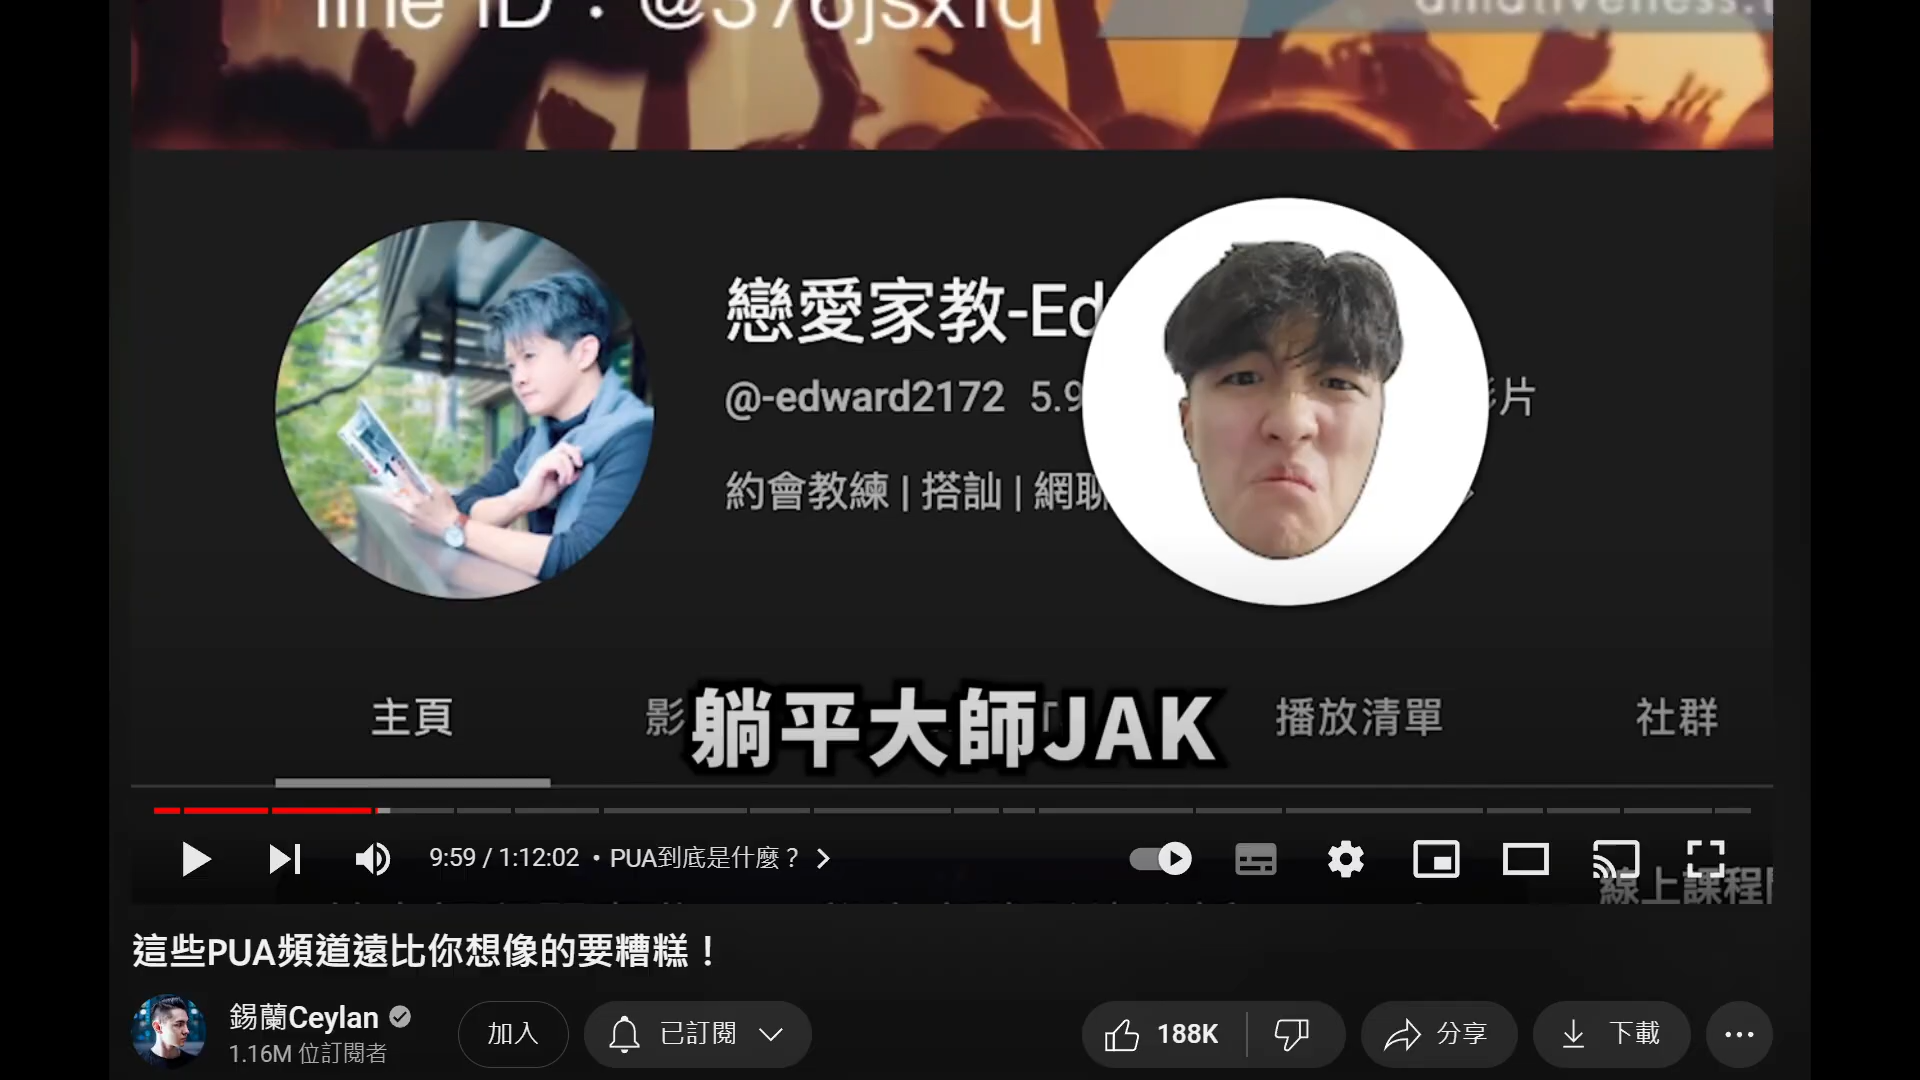 line ID：@376jsxfq
戀愛家教-Ed
@-edward2172 5.9
片
約會教練 | 搭訕 | 網聊
主頁
影
播放清單
社群
躺平大師JAK
9:59 / 1:12:02 • PUA到底是什麼？
線上課程
這些PUA頻道遠比你想像的要糟糕！
錫蘭Ceylan
1.16M 位訂閱者
加入
已訂閱
188K
分享
下載